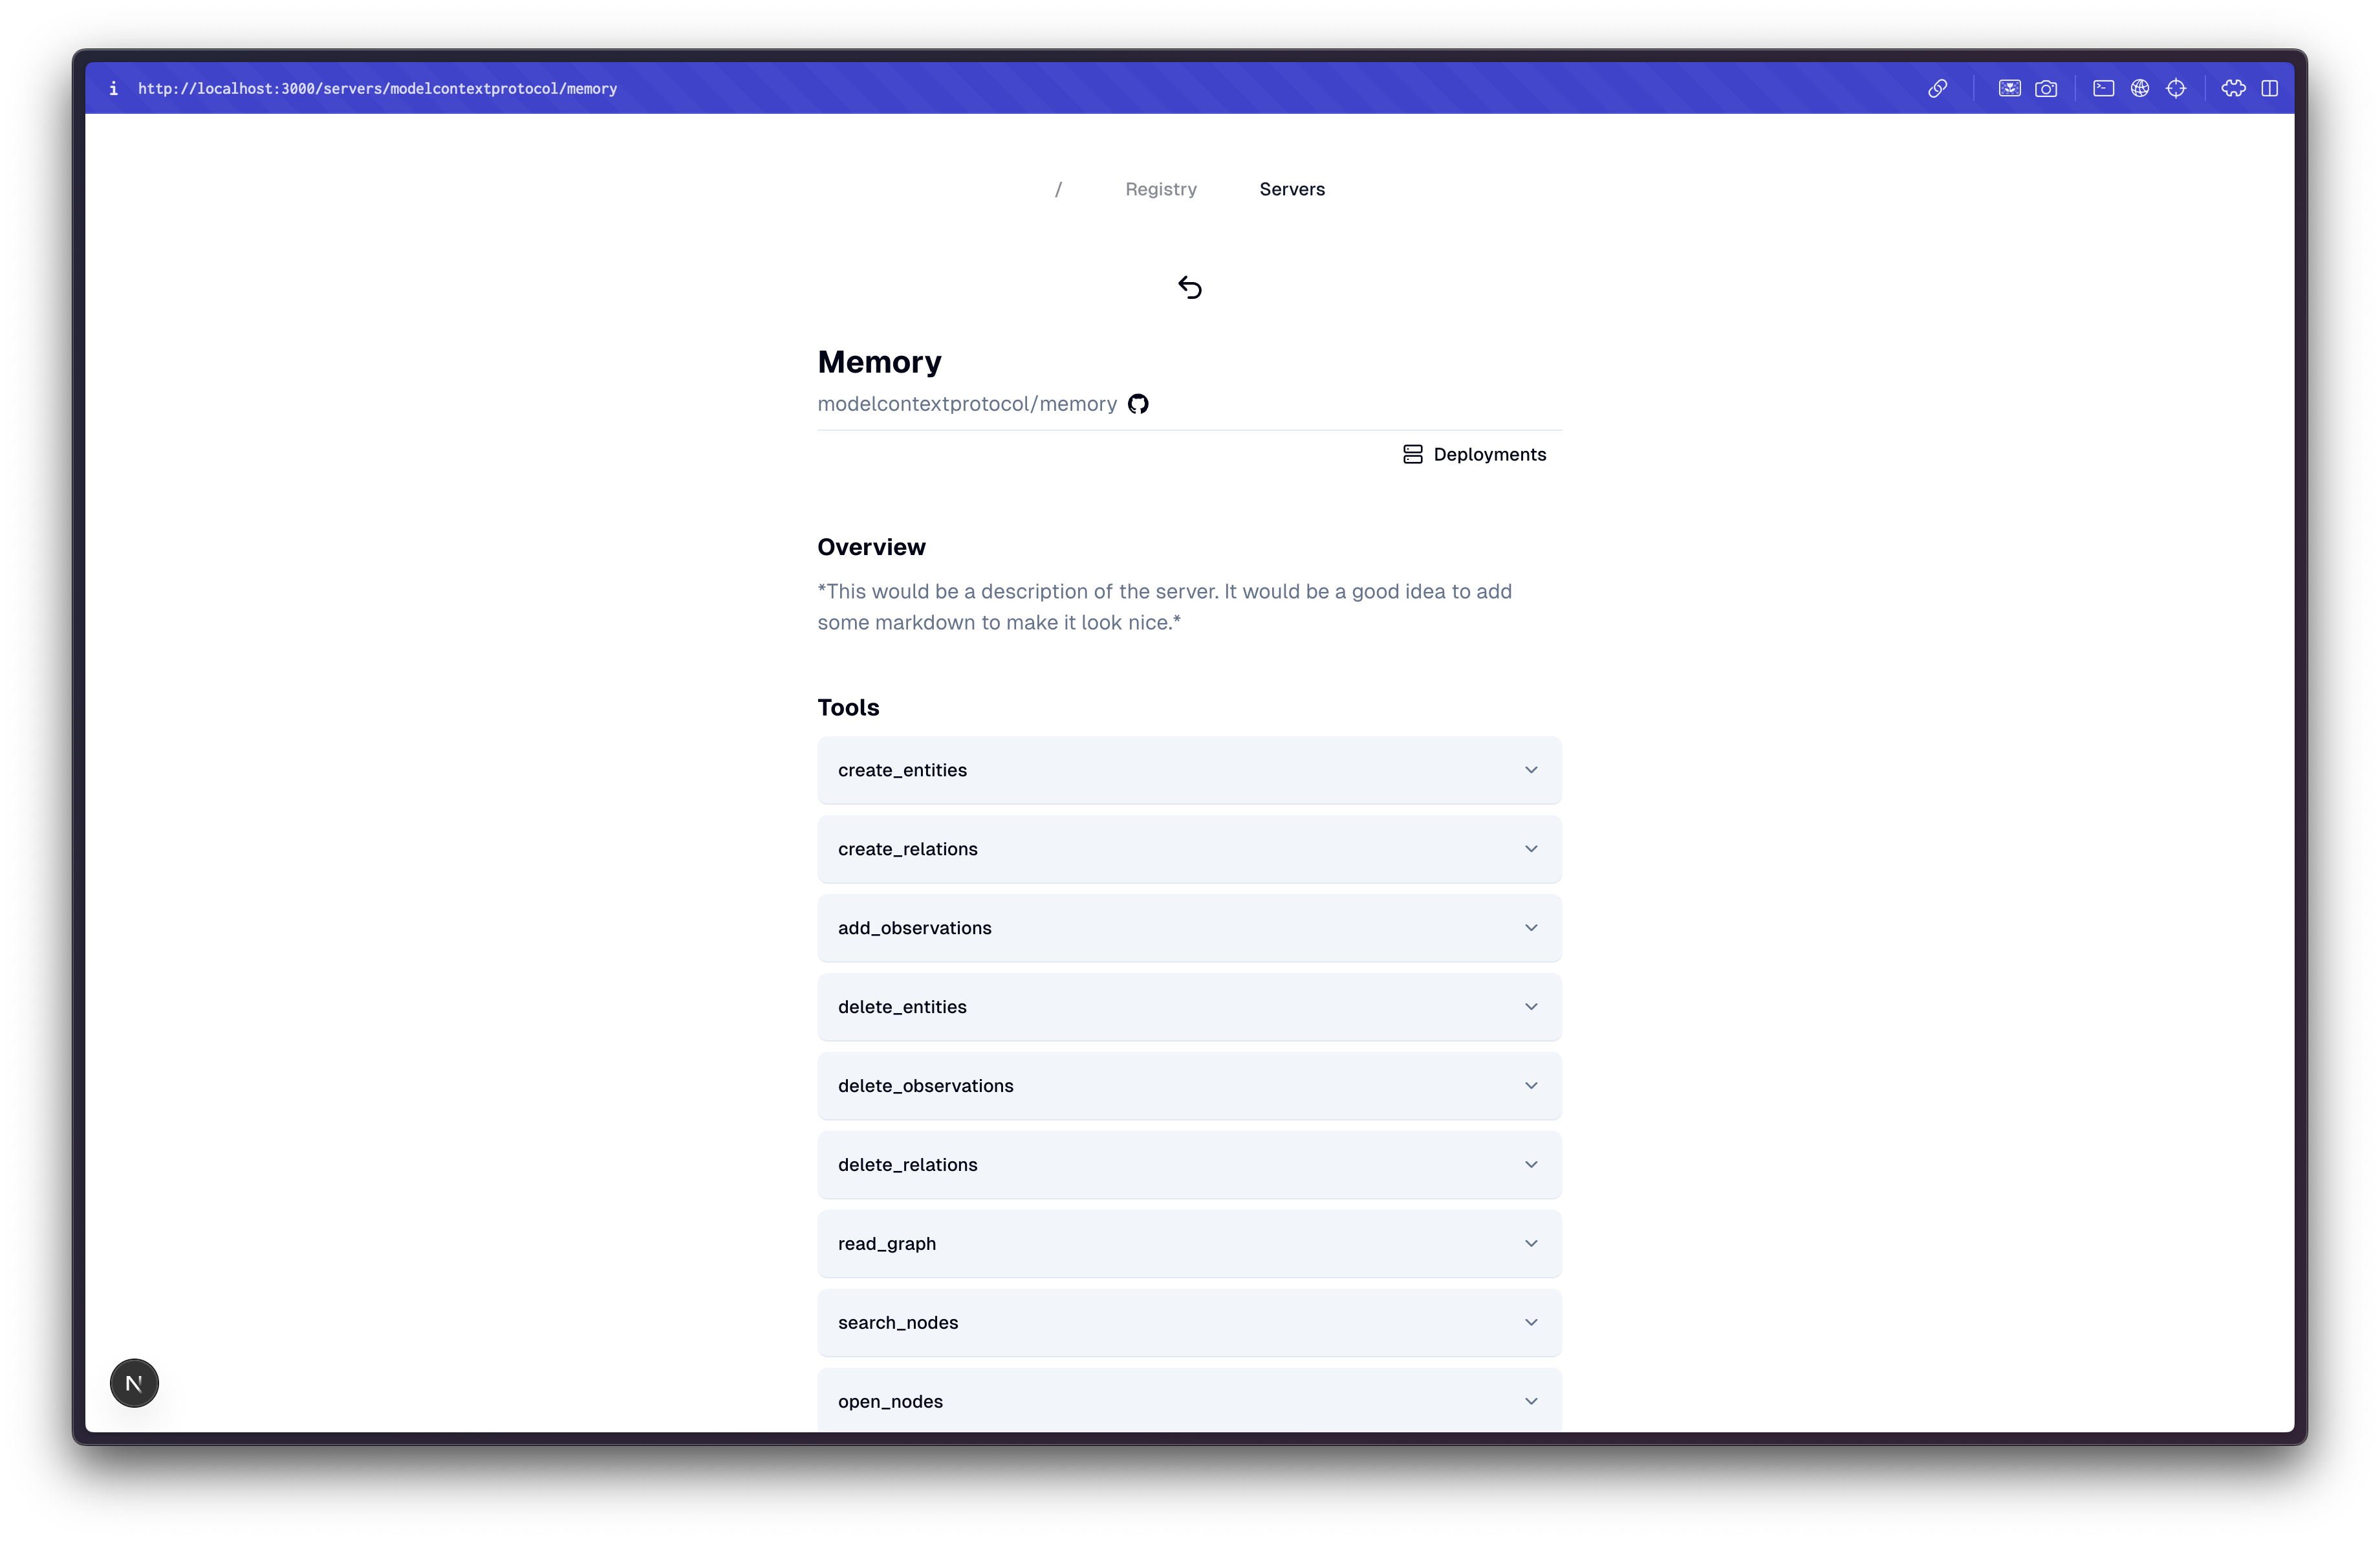 i http://localhost:3000/servers/modelcontextprotocol/memory
/ Registry Servers
Memory
modelcontextprotocol/memory
Deployments
Overview
*This would be a description of the server. It would be a good idea to add
some markdown to make it look nice.*
Tools
create_entities
create_relations
add_observations
delete_entities
delete_observations
delete_relations
read_graph
search_nodes
open_nodes
N